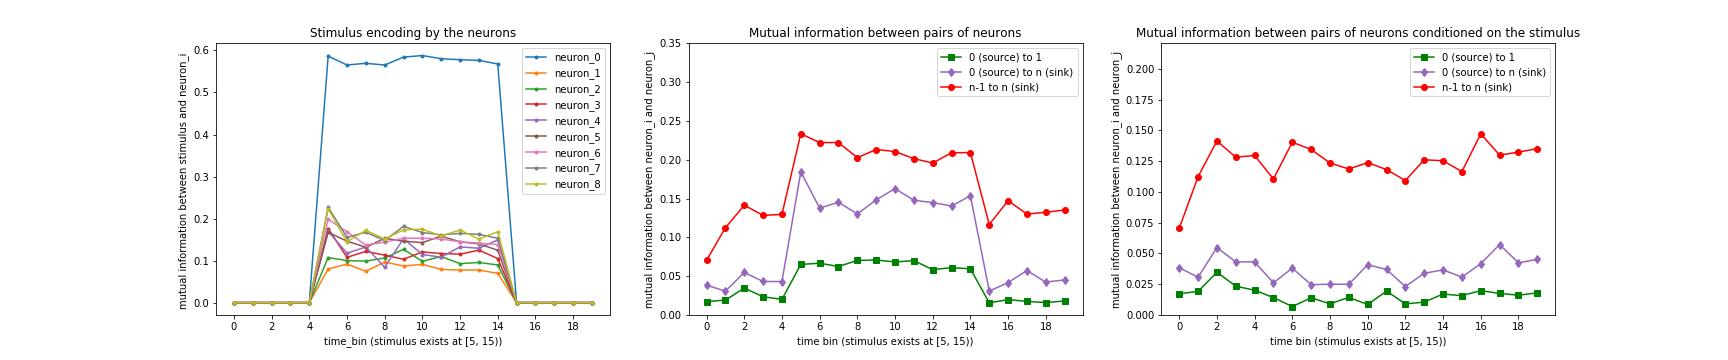 Stimulus encoding by the neurons
mutual information between stimulus and neuron_i
0.6
0.5
0.4
0.3
0.2
0.1
0.0
neuron_0
neuron_1
neuron_2
neuron_3
neuron_4
neuron_5
neuron_6
neuron_7
neuron_8
0 2 4 6 8 10 12 14 16 18
time_bin (stimulus exists at [5, 15))
Mutual information between pairs of neurons
mutual information between neuron_i and neuron_j
0.35
0.30
0.25
0.20
0.15
0.10
0.05
0.00
0 (source) to 1
0 (source) to n (sink)
n-1 to n (sink)
0 2 4 6 8 10 12 14 16 18
time bin (stimulus exists at [5, 15))
Mutual information between pairs of neurons conditioned on the stimulus
mutual information between neuron_i and neuron_j
0.200
0.175
0.150
0.125
0.100
0.075
0.050
0.025
0.000
0 (source) to 1
0 (source) to n (sink)
n-1 to n (sink)
0 2 4 6 8 10 12 14 16 18
time bin (stimulus exists at [5, 15))